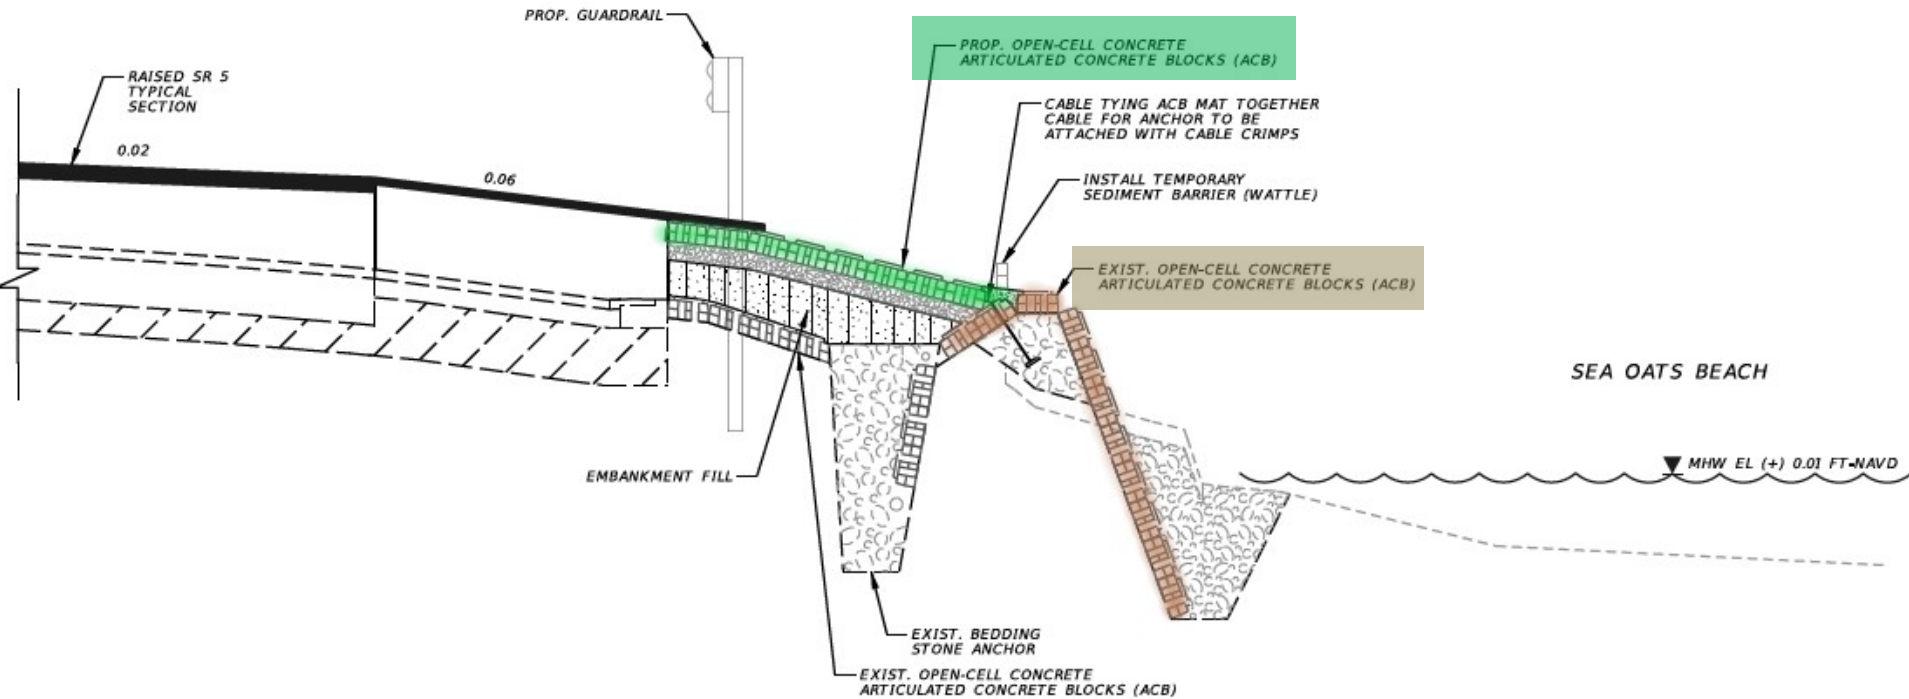 PROP. GUARDRAIL
PROP. OPEN-CELL CONCRETE
ARTICULATED CONCRETE BLOCKS (ACB)
RAISED SR 5
TYPICAL
SECTION
CABLE TYING ACB MAT TOGETHER
CABLE FOR ANCHOR TO BE
ATTACHED WITH CABLE CRIMPS
0.02
0.06
INSTALL TEMPORARY
SEDIMENT BARRIER (WATTLE)
EXIST. OPEN-CELL CONCRETE
ARTICULATED CONCRETE BLOCKS (ACB)
SEA OATS BEACH
MHW EL (+) 0.01 FT-NAVD
EMBANKMENT FILL
EXIST. BEDDING
STONE ANCHOR
EXIST. OPEN-CELL CONCRETE
ARTICULATED CONCRETE BLOCKS (ACB)